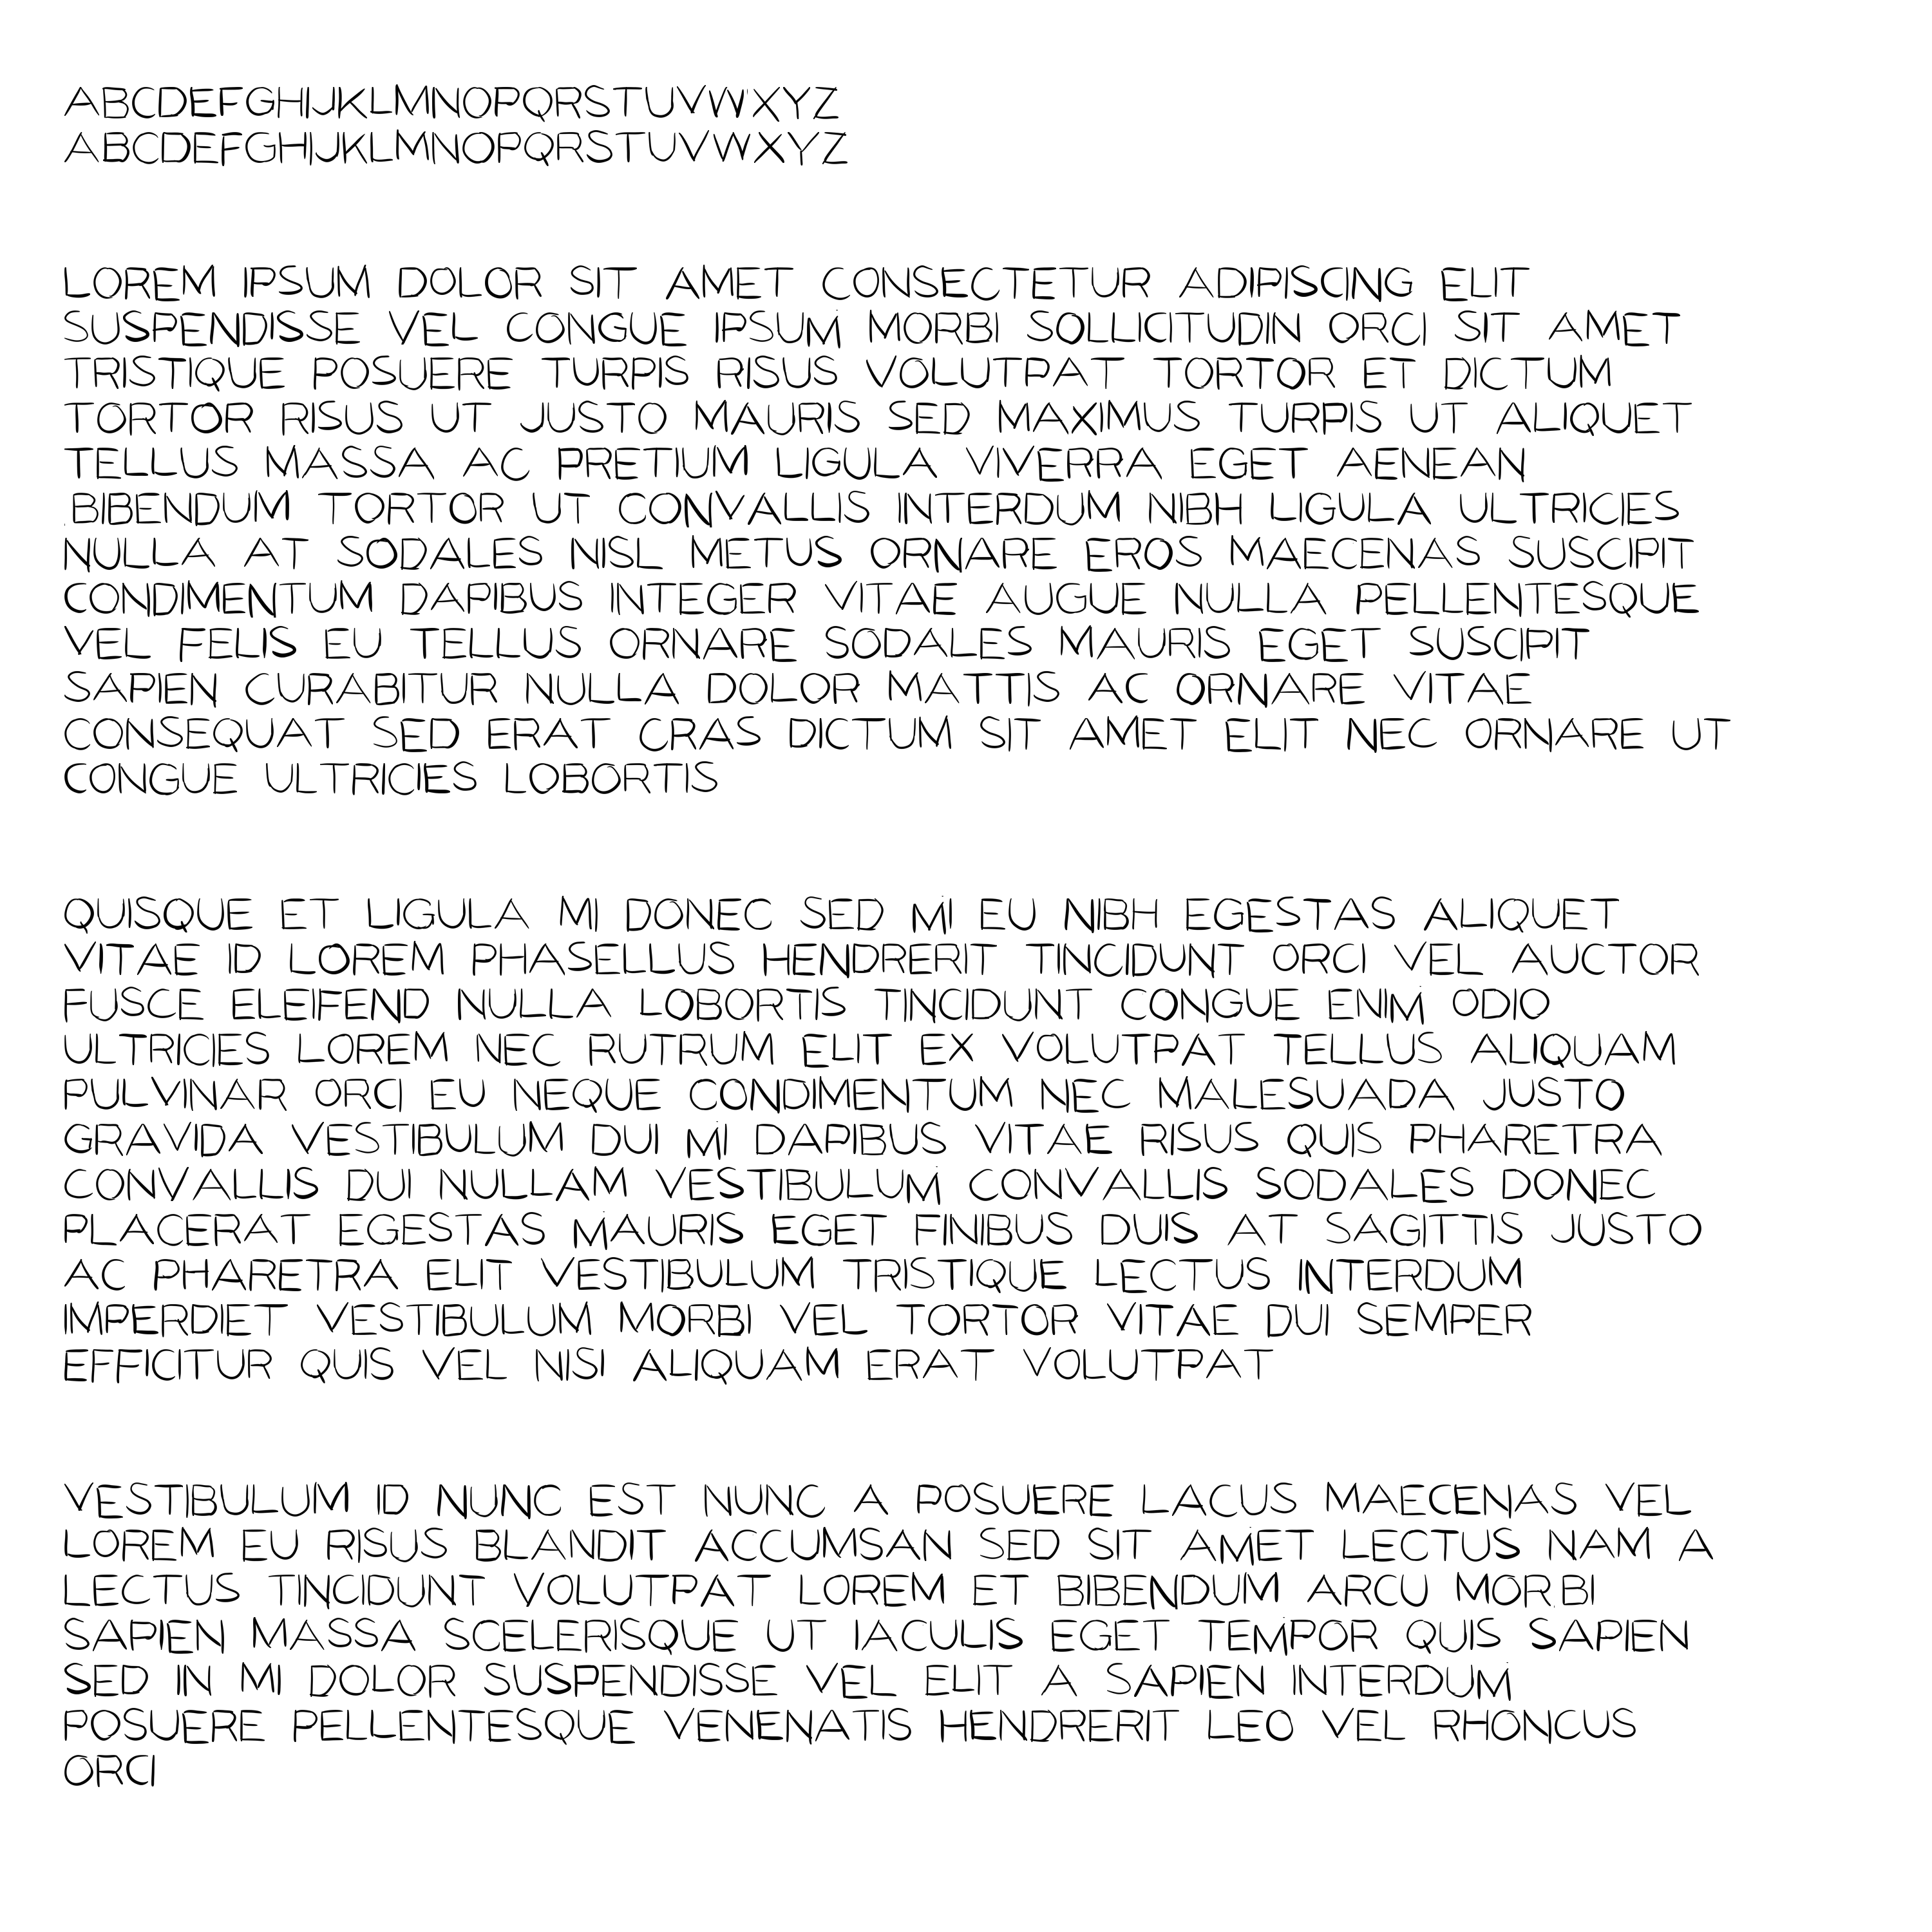 ABCDEFGHIJKLMNOPQRSTUVWXYZ
ABCDEFGHIJKLMNOPQRSTUVWXYZ
LOREM IPSUM DOLOR SIT AMET CONSECTETUR ADIPISCING ELIT
SUSPENDISSE VEL CONGUE IPSUM MORBI SOLLICITUDIN ORCI SIT AMET
TRISTIQUE POSUERE TURPIS RISUS VOLUTPAT TORTOR ET DICTUM
TORTOR RISUS UT JUSTO MAURIS SED MAXIMUS TURPIS UT ALIQUET
TELLUS MASSA AC PRETIUM LIGULA VIVERRA EGET AENEAN
BIBENDUM TORTOR UT CONVALLIS INTERDUM NIBH LIGULA ULTRICIES
NULLA AT SODALES NISL METUS ORNARE EROS MAECENAS SUSCIPIT
CONDIMENTUM DAPIBUS INTEGER VITAE AUGUE NULLA PELLENTESQUE
VEL FELIS EU TELLUS ORNARE SODALES MAURIS EGET SUSCIPIT
SAPIEN CURABITUR NULLA DOLOR MATTIS AC ORNARE VITAE
CONSEQUAT SED ERAT CRAS DICTUM SIT AMET ELIT NEC ORNARE UT
CONGUE ULTRICIES LOBORTIS
QUISQUE ET LIGULA MI DONEC SED MI EU NIBH EGESTAS ALIQUET
VITAE ID LOREM PHASELLUS HENDRERIT TINCIDUNT ORCI VEL AUCTOR
FUSCE ELEIFEND NULLA LOBORTIS TINCIDUNT CONGUE ENIM ODIO
ULTRICIES LOREM NEC RUTRUM ELIT EX VOLUTPAT TELLUS ALIQUAM
PULVINAR ORCI EU NEQUE CONDIMENTUM NEC MALESUADA JUSTO
GRAVIDA VESTIBULUM DUI MI DAPIBUS VITAE RISUS QUIS PHARETRA
CONVALLIS DUI NULLAM VESTIBULUM CONVALLIS SODALES DONEC
PLACERAT EGESTAS MAURIS EGET FINIBUS DUIS AT SAGITTIS JUSTO
AC PHARETRA ELIT VESTIBULUM TRISTIQUE LECTUS INTERDUM
IMPERDIET VESTIBULUM MORBI VEL TORTOR VITAE DUI SEMPER
EFFICITUR QUIS VEL NISI ALIQUAM ERAT VOLUTPAT
VESTIBULUM ID NUNC EST NUNC A POSUERE LACUS MAECENAS VEL
LOREM EU RISUS BLANDIT ACCUMSAN SED SIT AMET LECTUS NAM A
LECTUS TINCIDUNT VOLUTPAT LOREM ET BIBENDUM ARCU MORBI
SAPIEN MASSA SCELERISQUE UT IACULIS EGET TEMPOR QUIS SAPIEN
SED IN MI DOLOR SUSPENDISSE VEL ELIT A SAPIEN INTERDUM
POSUERE PELLENTESQUE VENENATIS HENDRERIT LEO VEL RHONCUS
ORCI